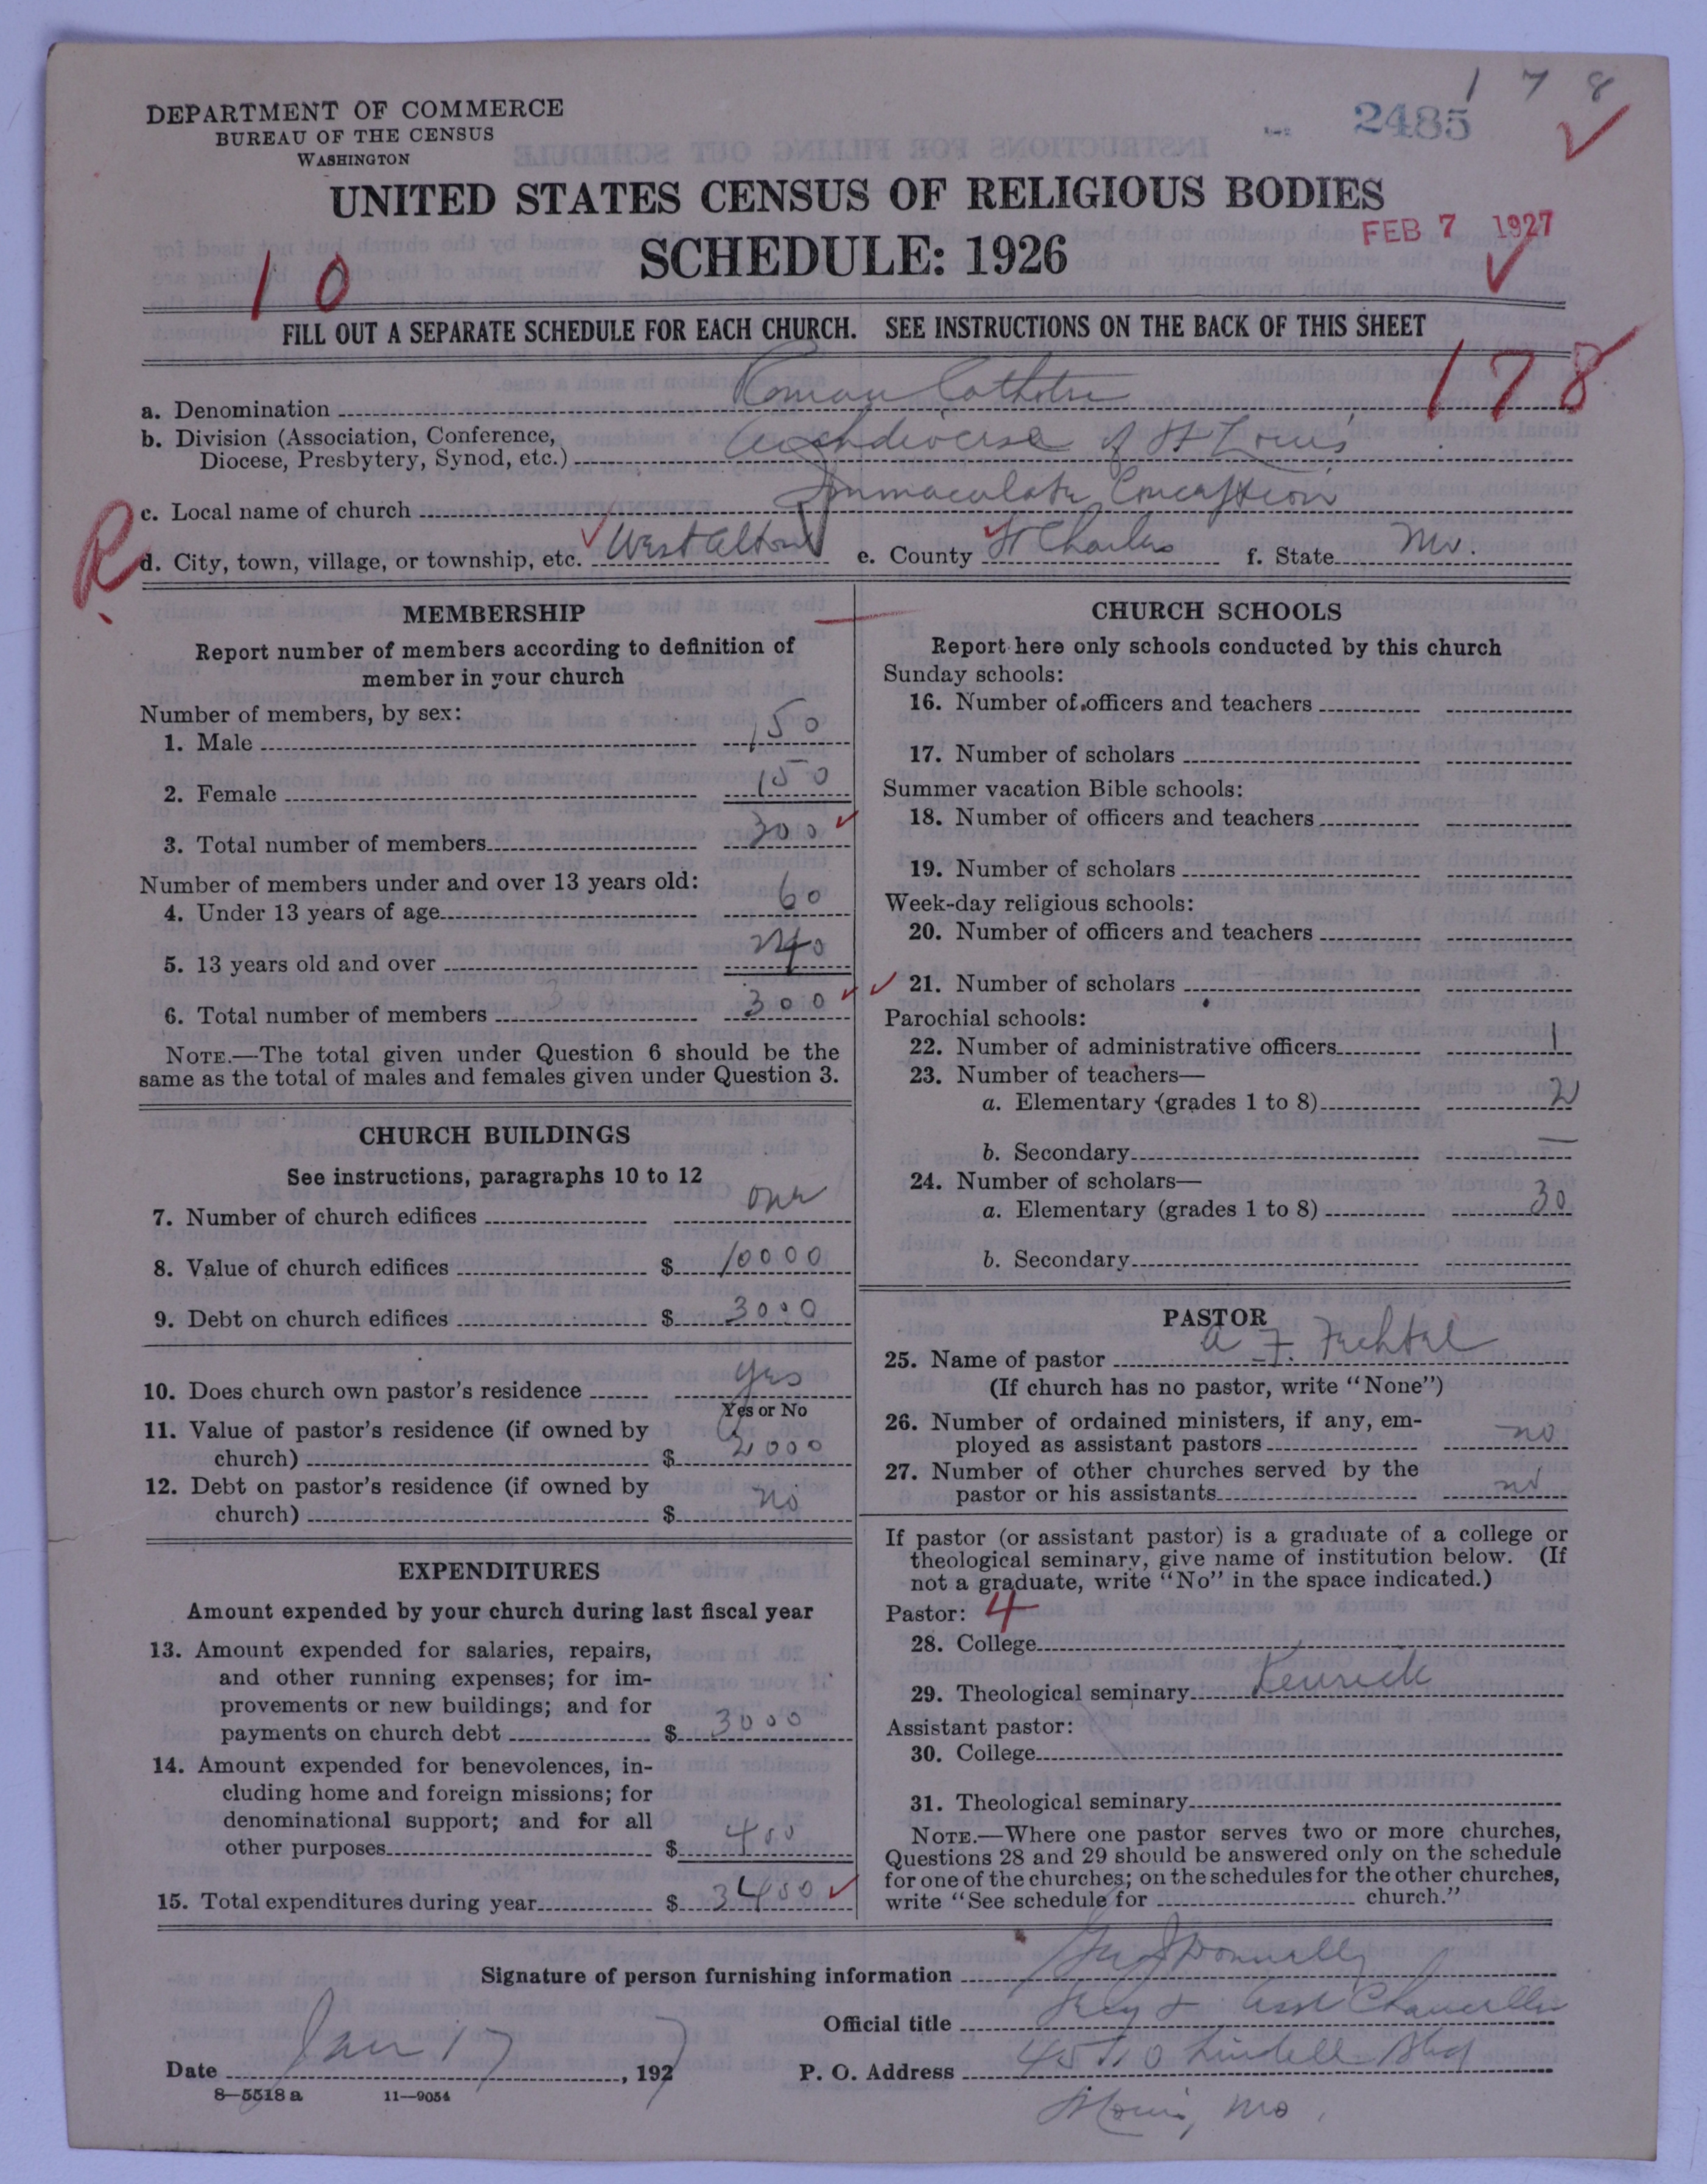 1 7 8
DEPARTMENT OF COMMERCE
BUREAU OF THE CENSUS
WASHINGTON
2485
UNITED STATES CENSUS OF RELIGIOUS BODIES
SCHEDULE: 1926
FEB 7 1927
10
FILL OUT A SEPARATE SCHEDULE FOR EACH CHURCH. SEE INSTRUCTIONS ON THE BACK OF THIS SHEET
178
a. Denomination Roman Catholic
b. Division (Association, Conference, Diocese, Presbytery, Synod, etc.) Archdiocese of St Louis
c. Local name of church Immaculate Conception
R
d. City, town, village, or township, etc. West Alton e. County St Charles f. State Mo.
MEMBERSHIP
Report number of members according to definition of
member in your church
Number of members, by sex:
1. Male 150
2. Female 150
3. Total number of members 300
Number of members under and over 13 years old:
4. Under 13 years of age 60
5. 13 years old and over 240
6. Total number of members 300 300
NOTE.—The total given under Question 6 should be the
same as the total of males and females given under Question 3.
CHURCH BUILDINGS
See instructions, paragraphs 10 to 12
7. Number of church edifices one
8. Value of church edifices $ 10000
9. Debt on church edifices $ 3000
10. Does church own pastor's residence yes
Yes or No
11. Value of pastor's residence (if owned by
church) $ 2000
12. Debt on pastor's residence (if owned by
church) $ no
EXPENDITURES
Amount expended by your church during last fiscal year
13. Amount expended for salaries, repairs,
and other running expenses; for im-
provements or new buildings; and for
payments on church debt $ 3000
14. Amount expended for benevolences, in-
cluding home and foreign missions; for
denominational support; and for all
other purposes $ 400
15. Total expenditures during year $ 3400
CHURCH SCHOOLS
Report here only schools conducted by this church
Sunday schools:
16. Number of officers and teachers
17. Number of scholars
Summer vacation Bible schools:
18. Number of officers and teachers
19. Number of scholars
Week-day religious schools:
20. Number of officers and teachers
21. Number of scholars
Parochial schools:
22. Number of administrative officers 1
23. Number of teachers—
a. Elementary (grades 1 to 8) 2
b. Secondary —
24. Number of scholars—
a. Elementary (grades 1 to 8) 30
b. Secondary
PASTOR
25. Name of pastor A F.
(If church has no pastor, write "None")
26. Number of ordained ministers, if any, em-
ployed as assistant pastors no
27. Number of other churches served by the
pastor or his assistants no
If pastor (or assistant pastor) is a graduate of a college or
theological seminary, give name of institution below. (If
not a graduate, write "No" in the space indicated.)
Pastor: 4
28. College
29. Theological seminary Kenrick
Assistant pastor:
30. College
31. Theological seminary
NOTE.—Where one pastor serves two or more churches,
Questions 28 and 29 should be answered only on the schedule
for one of the churches; on the schedules for the other churches,
write "See schedule for church."
Signature of person furnishing information Geo J Donnelly
Official title Secy & Asst Chancellor
Date Jan 17, 1927 P. O. Address 4510 Lindell Blvd
8—5518 a 11—9054
St Louis, Mo.